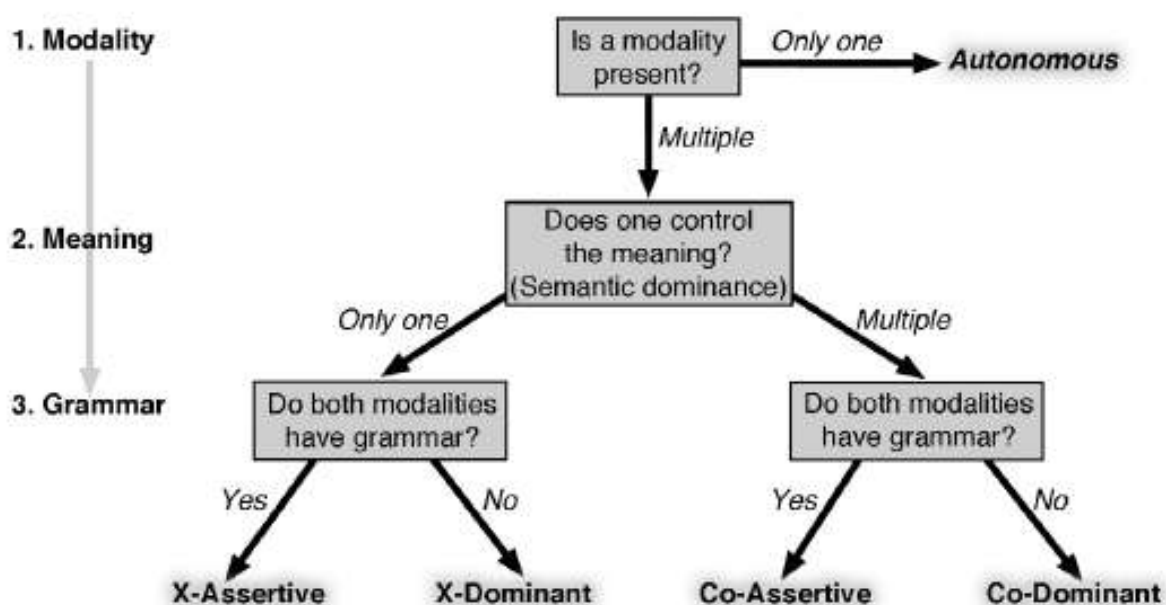 1. Modality
Is a modality
present?
Only one
Autonomous
Multiple
2. Meaning
Does one control
the meaning?
(Semantic dominance)
Only one
Multiple
3. Grammar
Do both modalities
have grammar?
Do both modalities
have grammar?
Yes
No
Yes
No
X-Assertive
X-Dominant
Co-Assertive
Co-Dominant